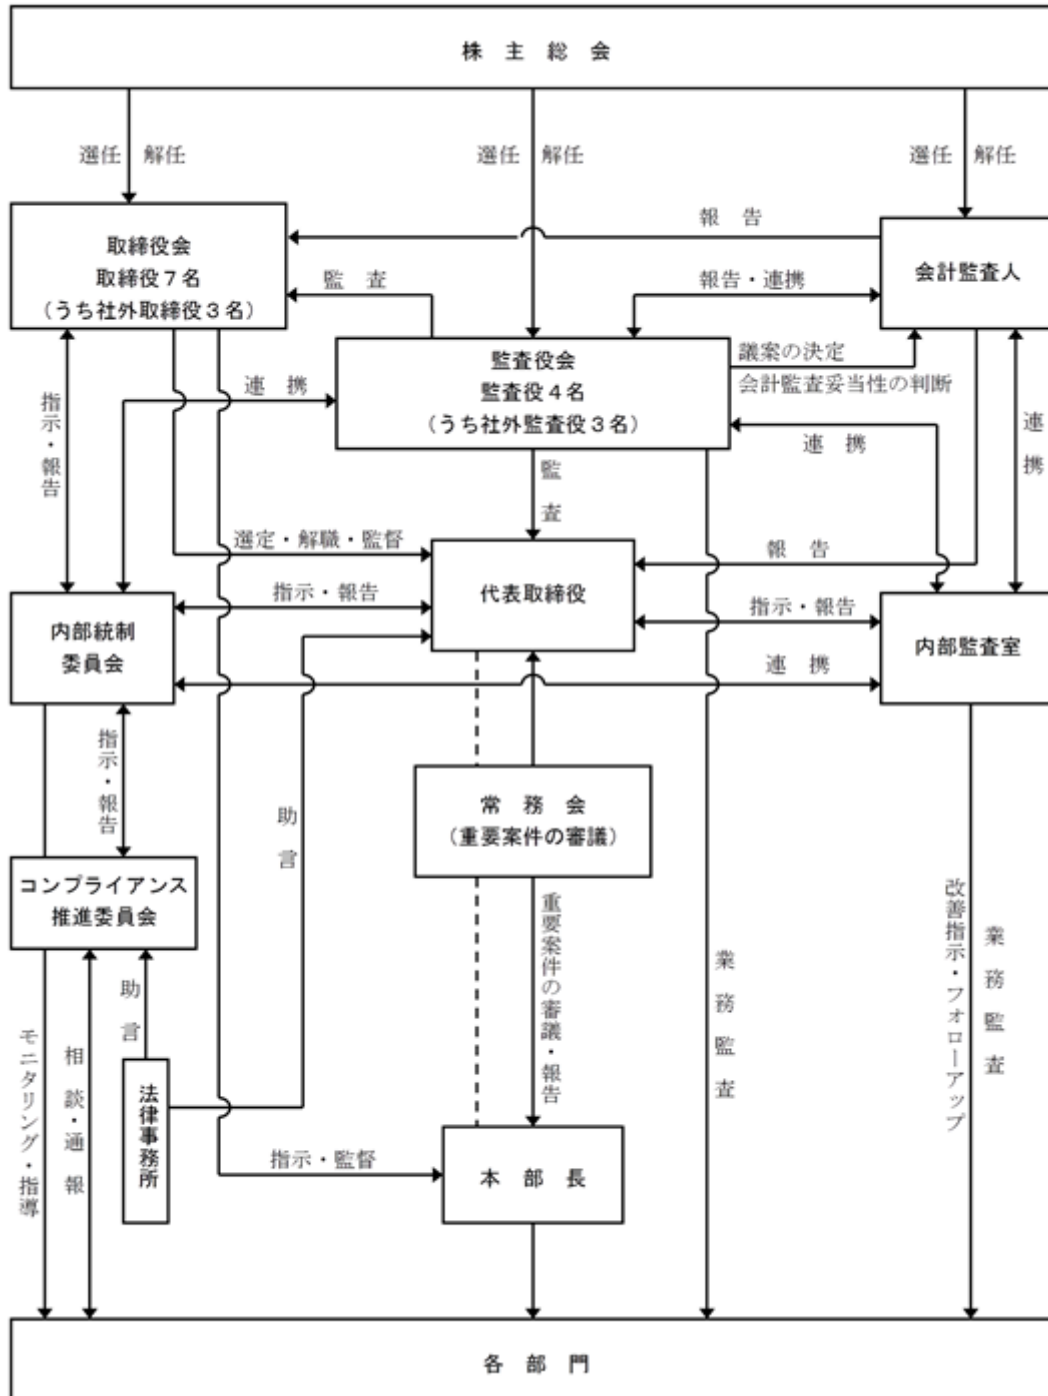 株 主 総 会
選任 解任
選任 解任
選任 解任
取締役会
取締役７名
（うち社外取締役３名）
報 告
会計監査人
監 査
報告・連携
監査役会
監査役４名
（うち社外監査役３名）
議案の決定
会計監査妥当性の判断
連 携
連 携
連 携
指示・報告
監 査
選定・解職・監督
報 告
代表取締役
指示・報告
指示・報告
内部統制
委員会
内部監査室
連 携
指示・報告
助 言
常 務 会
（重要案件の審議）
コンプライアンス
推進委員会
重要案件の審議・報告
業 務 監 査
改善指示・フォローアップ
業 務 監 査
助 言
モニタリング・指導
相 談・通 報
法律事務所
指示・監督
本 部 長
各 部 門